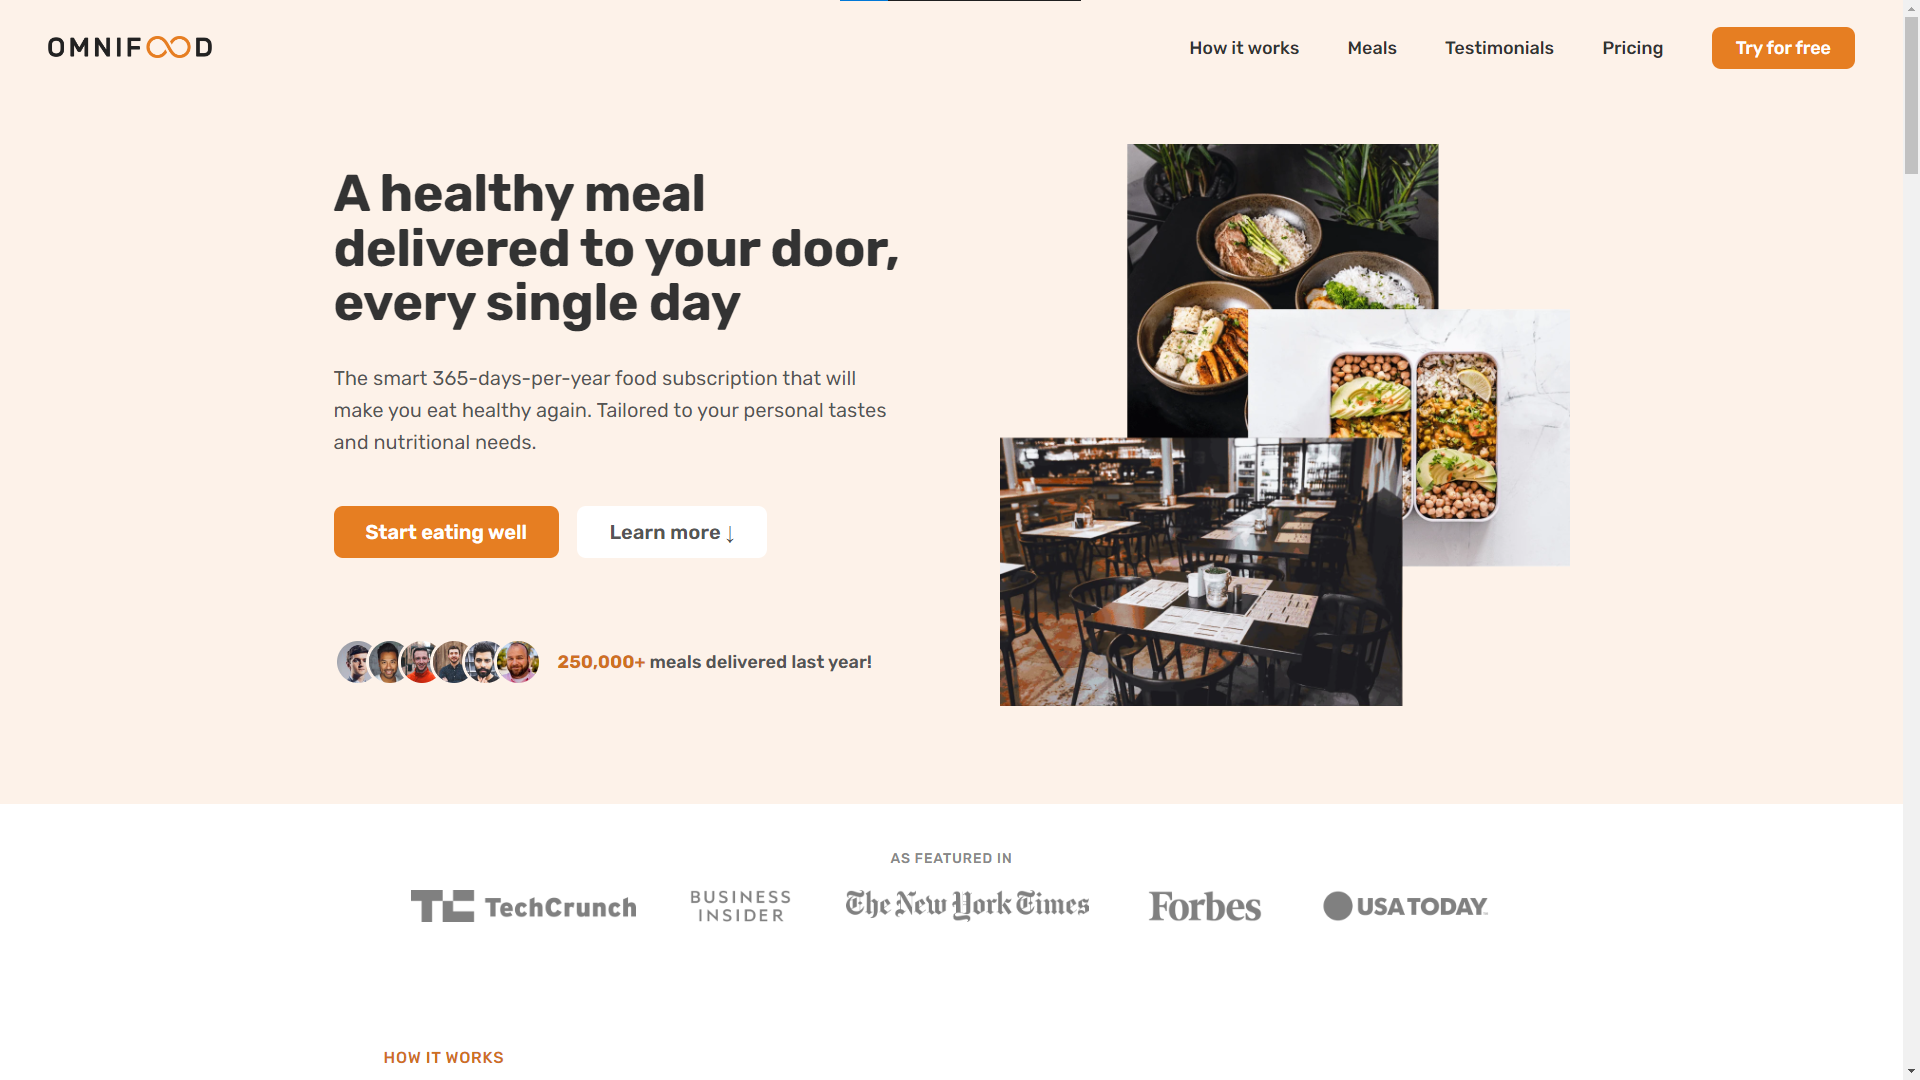 OMNIFOOD
How it works
Meals
Testimonials
Pricing
Try for free
A healthy meal
delivered to your door,
every single day
The smart 365-days-per-year food subscription that will
make you eat healthy again. Tailored to your personal tastes
and nutritional needs.
Start eating well
Learn more ↓
250,000+ meals delivered last year!
AS FEATURED IN
TC TechCrunch
BUSINESS
INSIDER
The New York Times
Forbes
USA TODAY
HOW IT WORKS